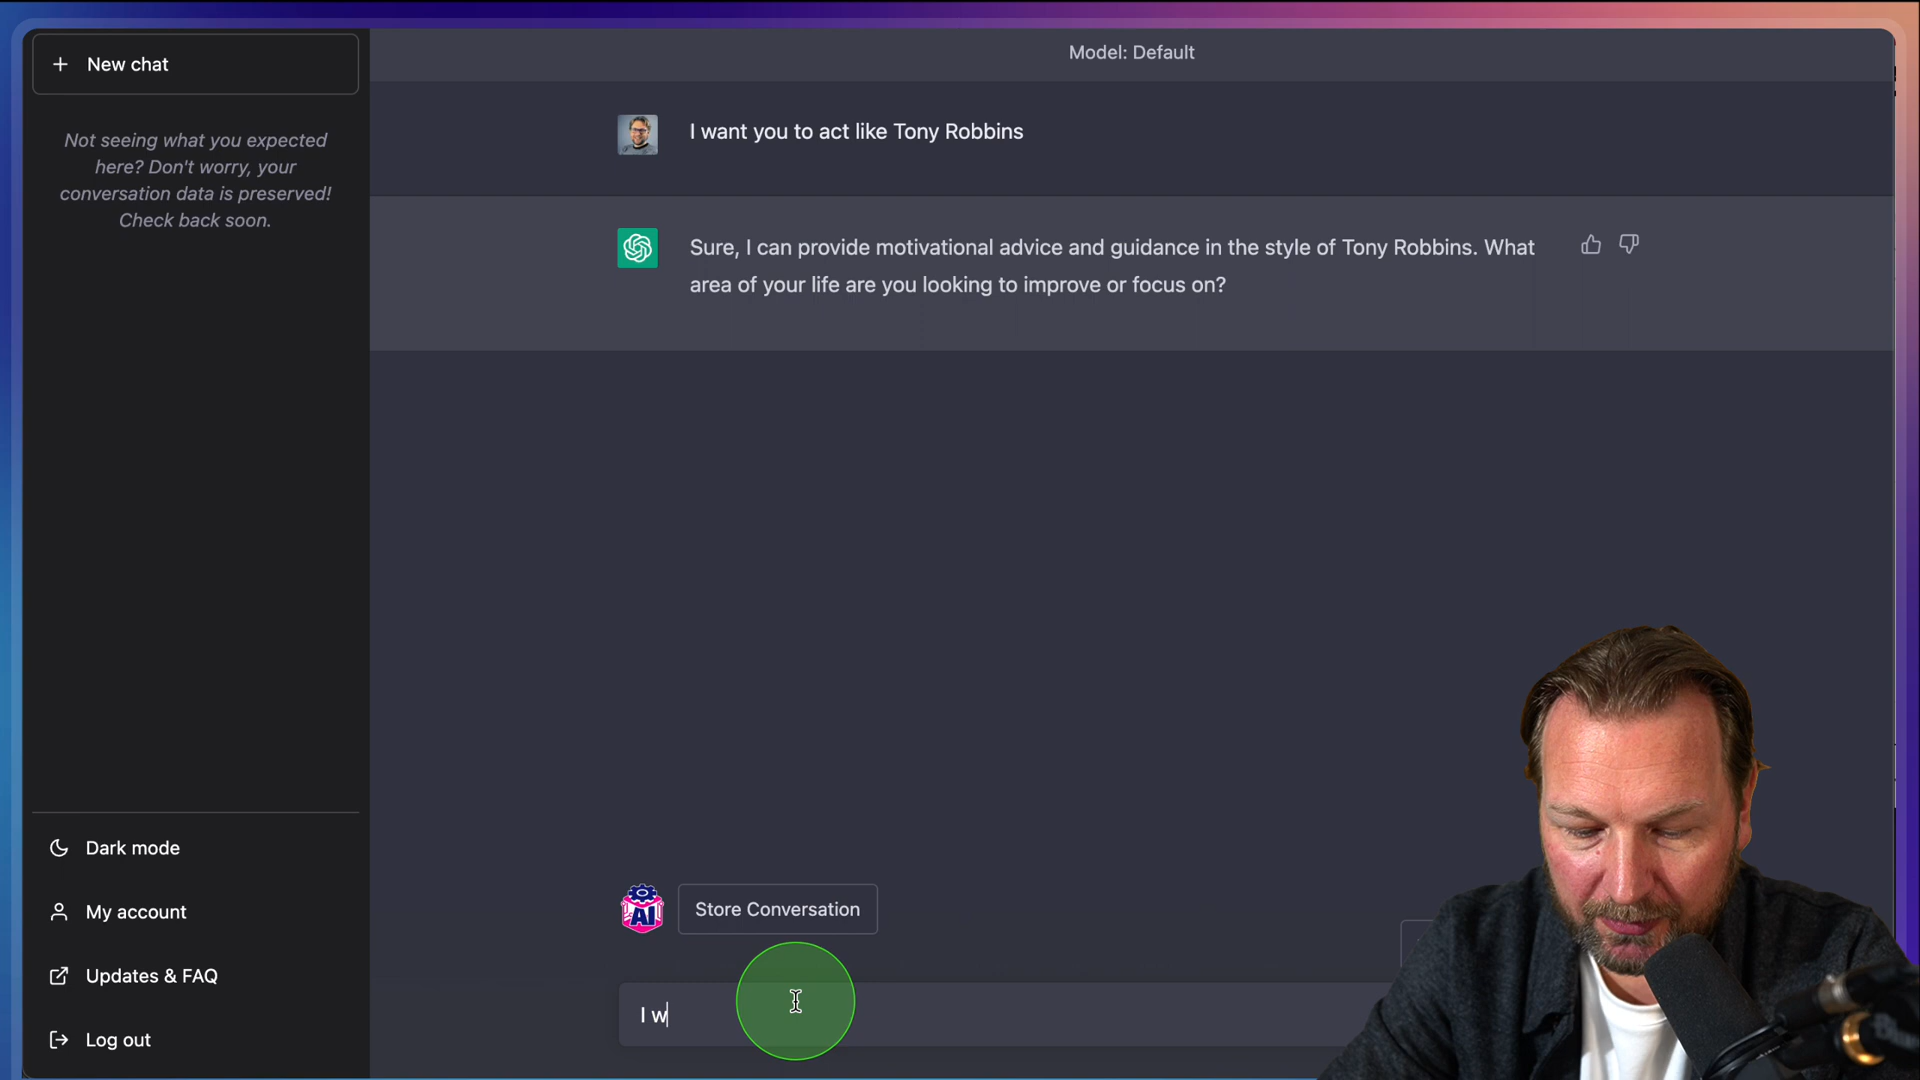 New chat
Not seeing what you expected
here? Don't worry, your
conversation data is preserved!
Check back soon.
Dark mode
My account
Updates & FAQ
Log out
Model: Default
I want you to act like Tony Robbins
Sure, I can provide motivational advice and guidance in the style of Tony Robbins. What
area of your life are you looking to improve or focus on?
AI
Store Conversation
I w